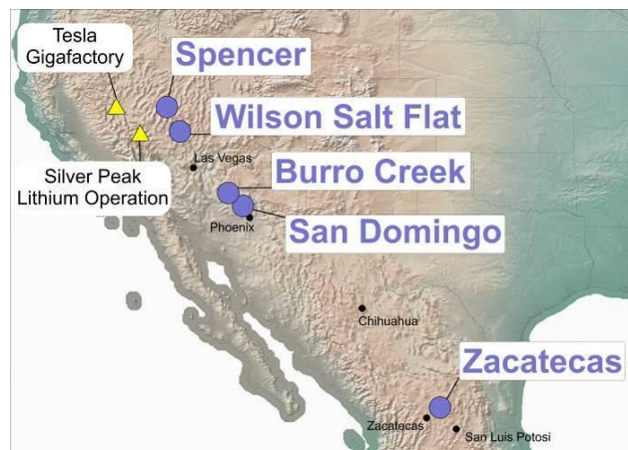 Tesla
Gigafactory
Spencer
Wilson Salt Flat
Las Vegas
Silver Peak
Lithium Operation
Burro Creek
San Domingo
Phoenix
Chihuahua
Zacatecas
Zacatecas
San Luis Potosi